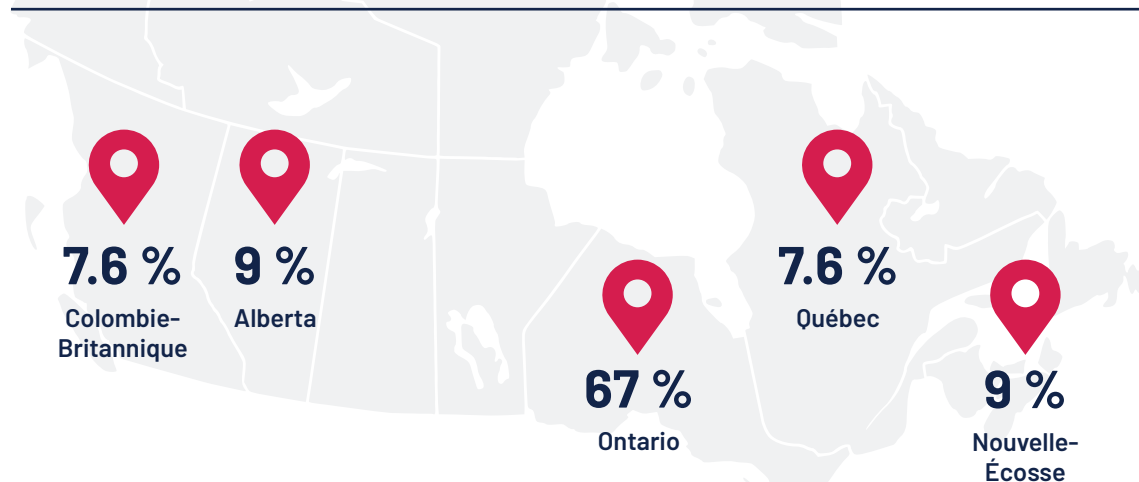 7.6 %
Colombie-
Britannique
9 %
Alberta
67 %
Ontario
7.6 %
Québec
9 %
Nouvelle-
Écosse